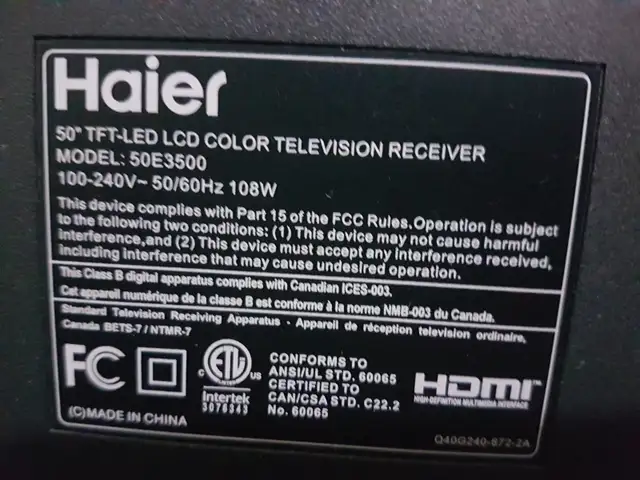 Haier
50" TFT-LED LCD COLOR TELEVISION RECEIVER
MODEL: 50E3500
100-240V~ 50/60Hz 108W
This device complies with Part 15 of the FCC Rules.Operation is subject
to the following two conditions: (1) This device may not cause harmful
interference,and (2) This device must accept any interference received,
including interference that may cause undesired operation.
This Class B digital apparatus complies with Canadian ICES-003.
Cet appareil numérique de la classe B est conforme à la norme NMB-003 du Canada.
Standard Television Receiving Apparatus - Appareil de réception television ordinaire,
Canada BETS-7 / NTMR-7
FC
C ETL US
Intertek
3076343
CONFORMS TO
ANSI/UL STD. 60065
CERTIFIED TO
CAN/CSA STD. C22.2
No. 60065
HDMI™
HIGH-DEFINITION MULTIMEDIA INTERFACE
(C)MADE IN CHINA
Q40G240-872-2A